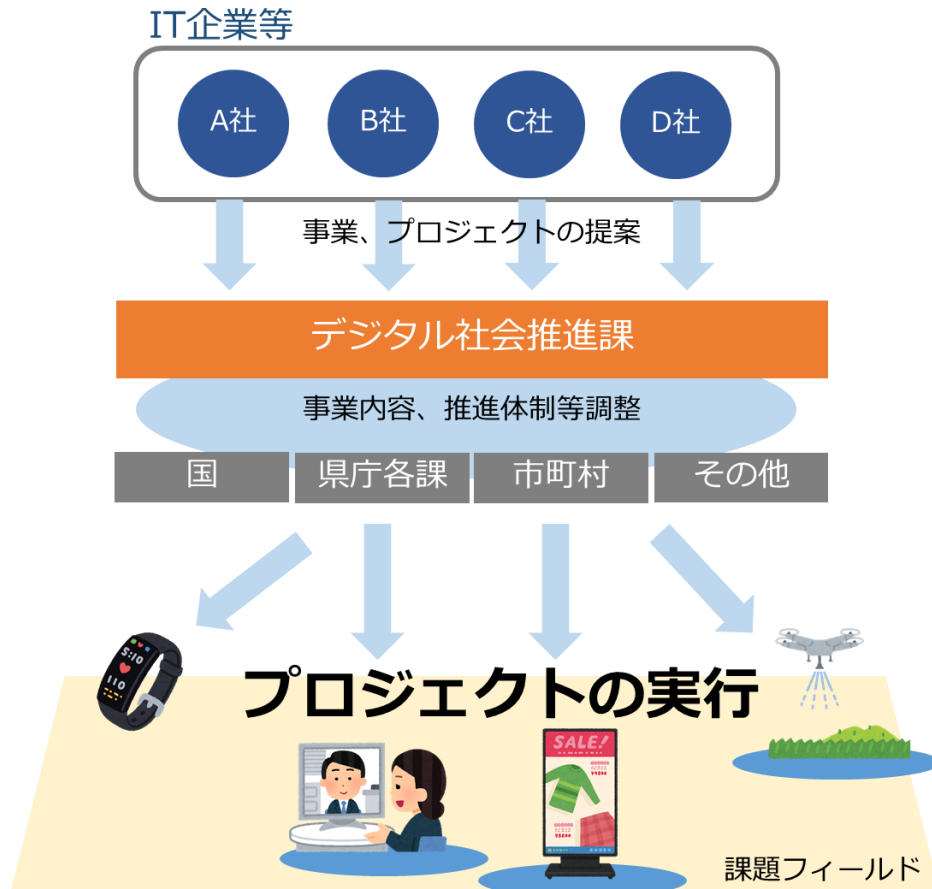 IT企業等
A社
B社
C社
D社
事業、プロジェクトの提案
デジタル社会推進課
事業内容、推進体制等調整
国
県庁各課
市町村
その他
5:10
110
プロジェクトの実行
SALE!
課題フィールド